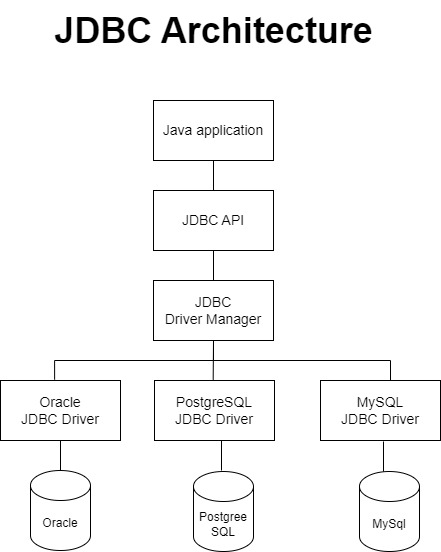 JDBC Architecture
Java application
JDBC API
JDBC
Driver Manager
Oracle
JDBC Driver
PostgreSQL
JDBC Driver
MySQL
JDBC Driver
Oracle
Postgree
SQL
MySql